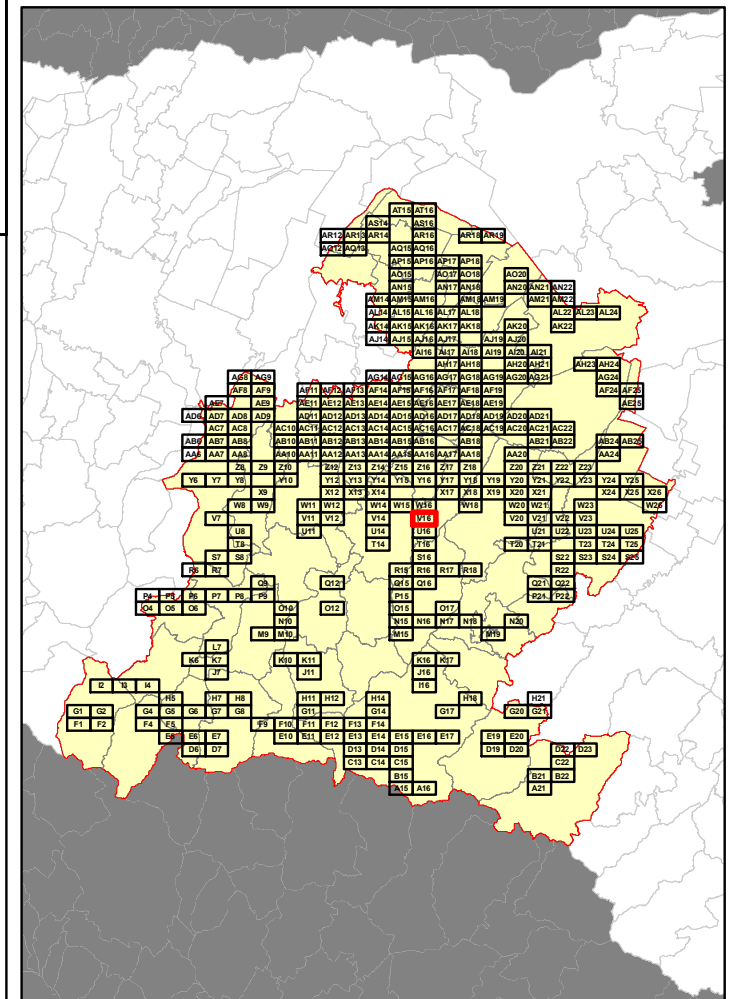 AT15 AT16
AS14 AS16
AR12 AR13 AR14 AR16 AR18 AR19
AQ12 AQ13 AQ15 AQ16
AP15 AP16 AP17 AP18
AO15 AO17 AO18 AO20
AN15 AN17 AN18 AN20 AN21 AN22
AM14 AM15 AM16 AM18 AM19 AM21 AM22
AL14 AL15 AL16 AL17 AL18 AL22 AL23 AL24
AK14 AK15 AK16 AK17 AK18 AK20 AK22
AJ14 AJ15 AJ16 AJ17 AJ19 AJ20
AI16 AI17 AI18 AI19 AI20 AI21
AH17 AH18 AH20 AH21 AH23 AH24
AG8 AG9 AG14 AG15 AG16 AG17 AG18 AG19 AG20 AG21 AG24
AF8 AF9 AF11 AF12 AF13 AF14 AF15 AF16 AF17 AF18 AF19 AF24 AF25
AE7 AE9 AE11 AE12 AE13 AE14 AE15 AE16 AE17 AE18 AE19 AE25
AD6 AD7 AD8 AD9 AD11 AD12 AD13 AD14 AD15 AD16 AD17 AD18 AD19 AD20 AD21
AC7 AC8 AC10 AC11 AC12 AC13 AC14 AC15 AC16 AC17 AC18 AC19 AC20 AC21 AC22
AB6 AB7 AB8 AB10 AB11 AB12 AB13 AB14 AB15 AB16 AB18 AB21 AB22 AB24 AB25
AA6 AA7 AA8 AA10 AA11 AA12 AA13 AA14 AA15 AA16 AA17 AA18 AA20 AA24
Z8 Z9 Z10 Z12 Z13 Z14 Z15 Z16 Z17 Z18 Z20 Z21 Z22 Z23
Y6 Y7 Y8 Y10 Y12 Y13 Y14 Y15 Y16 Y17 Y18 Y19 Y20 Y21 Y22 Y23 Y24 Y25
X9 X12 X13 X14 X17 X18 X19 X20 X21 X24 X25 X26
W8 W9 W11 W12 W14 W15 W16 W18 W20 W21 W23 W26
V7 V11 V12 V14 V16 V20 V21 V22 V23
U8 U11 U14 U16 U21 U22 U23 U24 U25
T8 T14 T16 T20 T21 T23 T24 T25
S7 S8 S16 S22 S23 S24 S25
R6 R7 R15 R16 R17 R18 R22
Q9 Q12 Q15 Q16 Q21 Q22
P4 P5 P6 P7 P8 P9 P15 P21 P22
O4 O5 O6 O10 O12 O15 O17
N10 N15 N16 N17 N18 N20
M9 M10 M15 M19
L7
K6 K7 K10 K11 K16 K17
J7 J11 J16
I2 I3 I4 I16
H5 H7 H8 H11 H12 H14 H18 H21
G1 G2 G4 G5 G6 G7 G8 G11 G14 G17 G20 G21
F1 F2 F4 F5 F9 F10 F11 F12 F13 F14
E5 E6 E7 E10 E11 E12 E13 E14 E15 E16 E17 E19 E20
D6 D7 D13 D14 D15 D19 D20 D22 D23
C13 C14 C15 C22
B15 B21 B22
A15 A16 A21